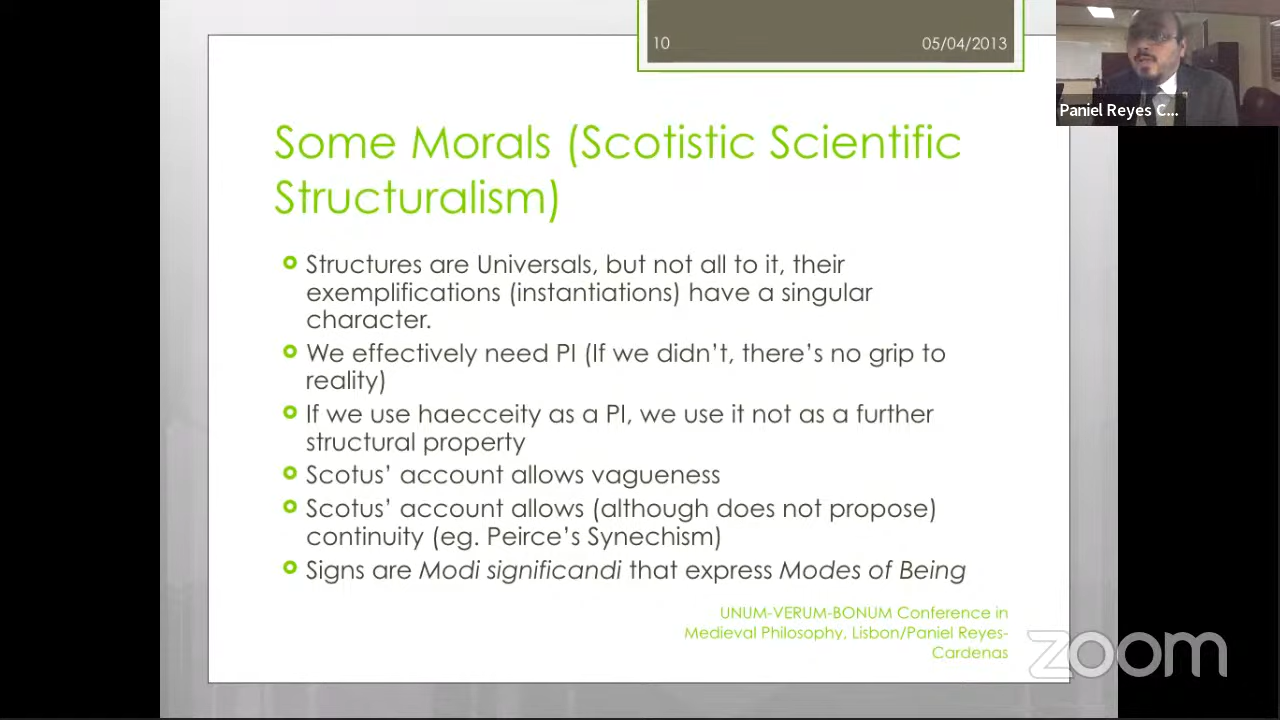 10
05/04/2013
Paniel Reyes C...
Some Morals (Scotistic Scientific
Structuralism)
Structures are Universals, but not all to it, their
exemplifications (instantiations) have a singular
character.
We effectively need PI (If we didn't, there's no grip to
reality)
If we use haecceity as a PI, we use it not as a further
structural property
Scotus' account allows vagueness
Scotus' account allows (although does not propose)
continuity (eg. Peirce's Synechism)
Signs are Modi significandi that express Modes of Being
UNUM-VERUM-BONUM Conference in
Medieval Philosophy, Lisbon/Paniel Reyes-
Cardenas
zoom